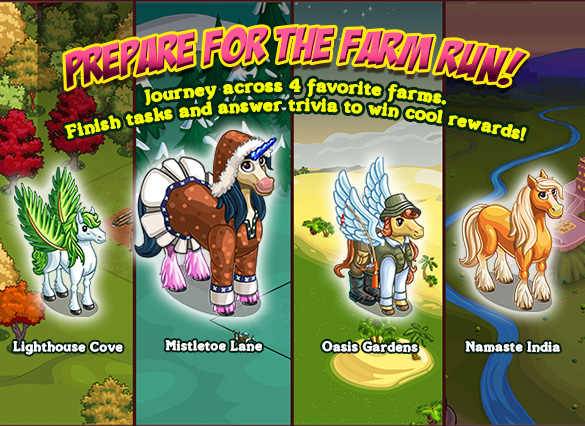 PREPARE FOR THE FARM RUN!
Journey across 4 favorite farms.
Finish tasks and answer trivia to win cool rewards!
Lighthouse Cove
Mistletoe Lane
Oasis Gardens
Namaste India